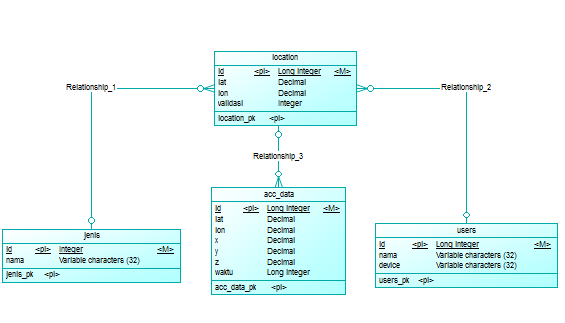 location
id <pi> Long Integer <M>
lat Decimal
lon Decimal
validasi Integer
location_pk <pi>
Relationship_1
Relationship_2
Relationship_3
acc_data
id <pi> Long Integer <M>
lat Decimal
lon Decimal
x Decimal
y Decimal
z Decimal
waktu Long Integer
acc_data_pk <pi>
jenis
id <pi> Integer <M>
nama Variable characters (32)
jenis_pk <pi>
users
id <pi> Long Integer <M>
nama Variable characters (32)
device Variable characters (32)
users_pk <pi>